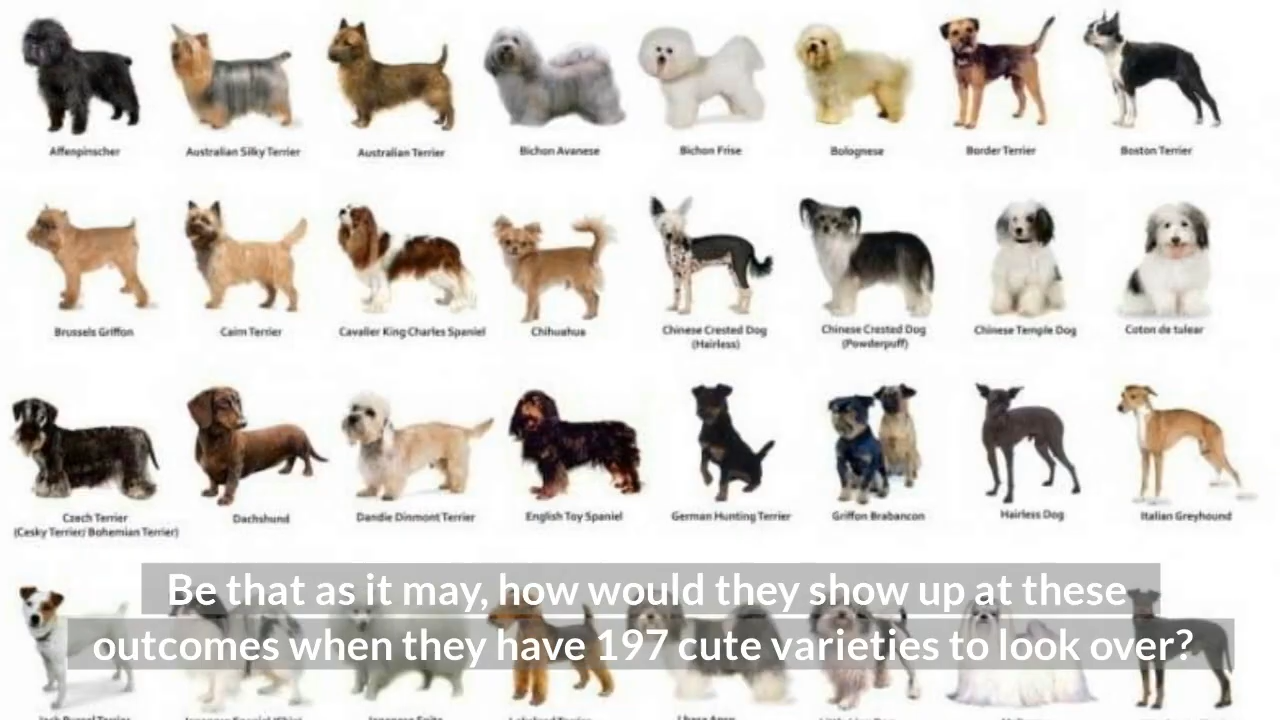 Affenpinscher
Australian Silky Terrier
Australian Terrier
Bichon Avanese
Bichon Frise
Bolognese
Border Terrier
Boston Terrier
Brussels Griffon
Cairn Terrier
Cavalier King Charles Spaniel
Chihuahua
Chinese Crested Dog
(Hairless)
Chinese Crested Dog
(Powderpuff)
Chinese Temple Dog
Coton de tulear
Czech Terrier
(Cesky Terrier/ Bohemian Terrier)
Dachshund
Dandie Dinmont Terrier
English Toy Spaniel
German Hunting Terrier
Griffon Brabancon
Hairless Dog
Italian Greyhound
Be that as it may, how would they show up at these
outcomes when they have 197 cute varieties to look over?